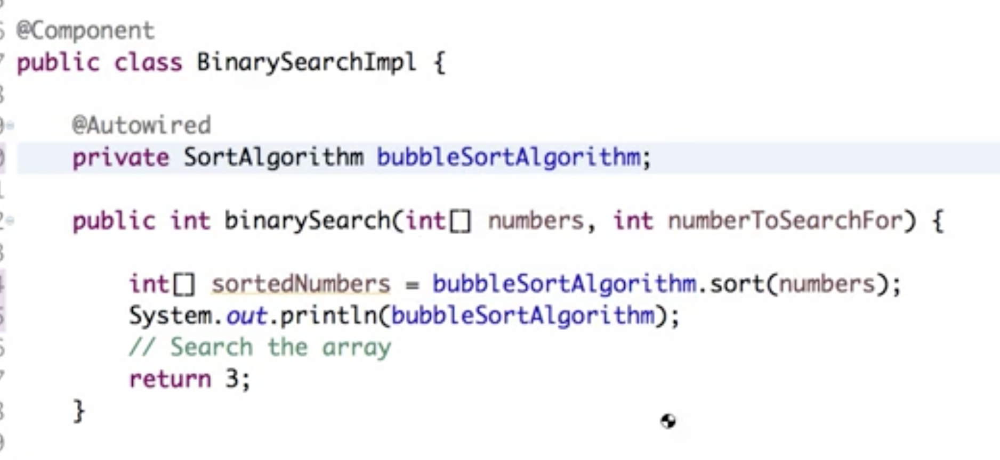 @Component
public class BinarySearchImpl {
@Autowired
private SortAlgorithm bubbleSortAlgorithm;
public int binarySearch(int[] numbers, int numberToSearchFor) {
int[] sortedNumbers = bubbleSortAlgorithm.sort(numbers);
System.out.println(bubbleSortAlgorithm);
// Search the array
return 3;
}